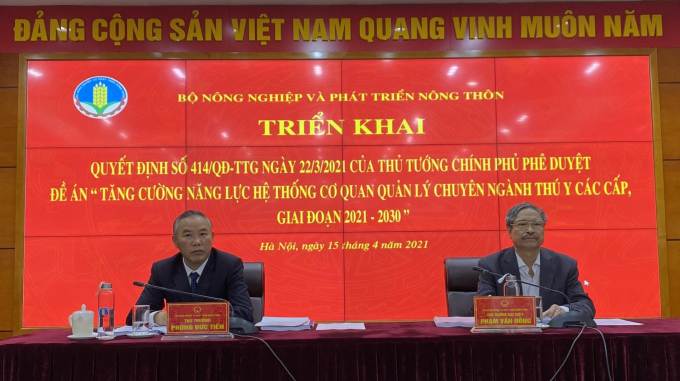 ĐẢNG CỘNG SẢN VIỆT NAM QUANG VINH MUÔN NĂM
BỘ NÔNG NGHIỆP VÀ PHÁT TRIỂN NÔNG THÔN
TRIỂN KHAI
QUYẾT ĐỊNH SỐ 414/QĐ-TTG NGÀY 22/3/2021 CỦA THỦ TƯỚNG CHÍNH PHỦ PHÊ DUYỆT
ĐỀ ÁN “ TĂNG CƯỜNG NĂNG LỰC HỆ THỐNG CƠ QUAN QUẢN LÝ CHUYÊN NGÀNH THÚ Y CÁC CẤP,
GIAI ĐOẠN 2021 - 2030 ”
Hà Nội, ngày 15 tháng 4 năm 2021
THỨ TRƯỞNG
PHÙNG ĐỨC TIẾN
PHẠM VĂN ĐÔNG